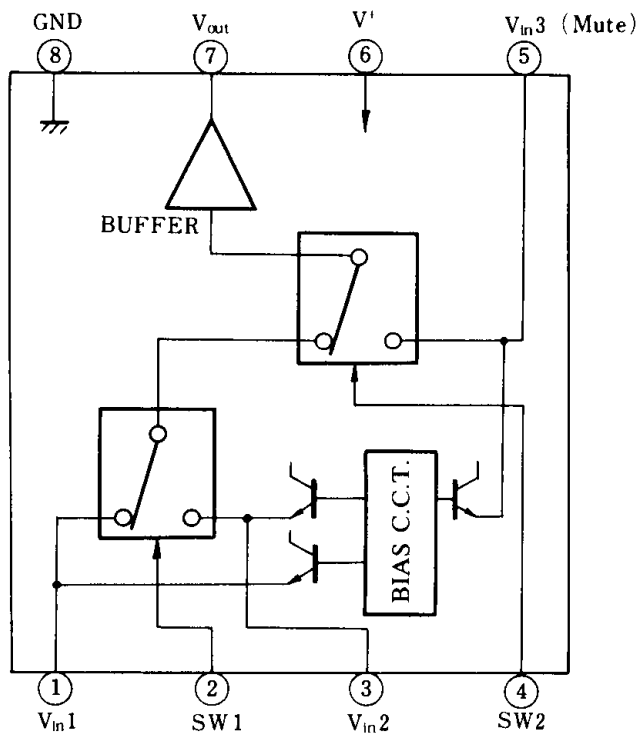 GND Vout V+ Vin3 (Mute)
8 7 6 5
BUFFER
BIAS C.C.T.
1 2 3 4
Vin1 SW1 Vin2 SW2